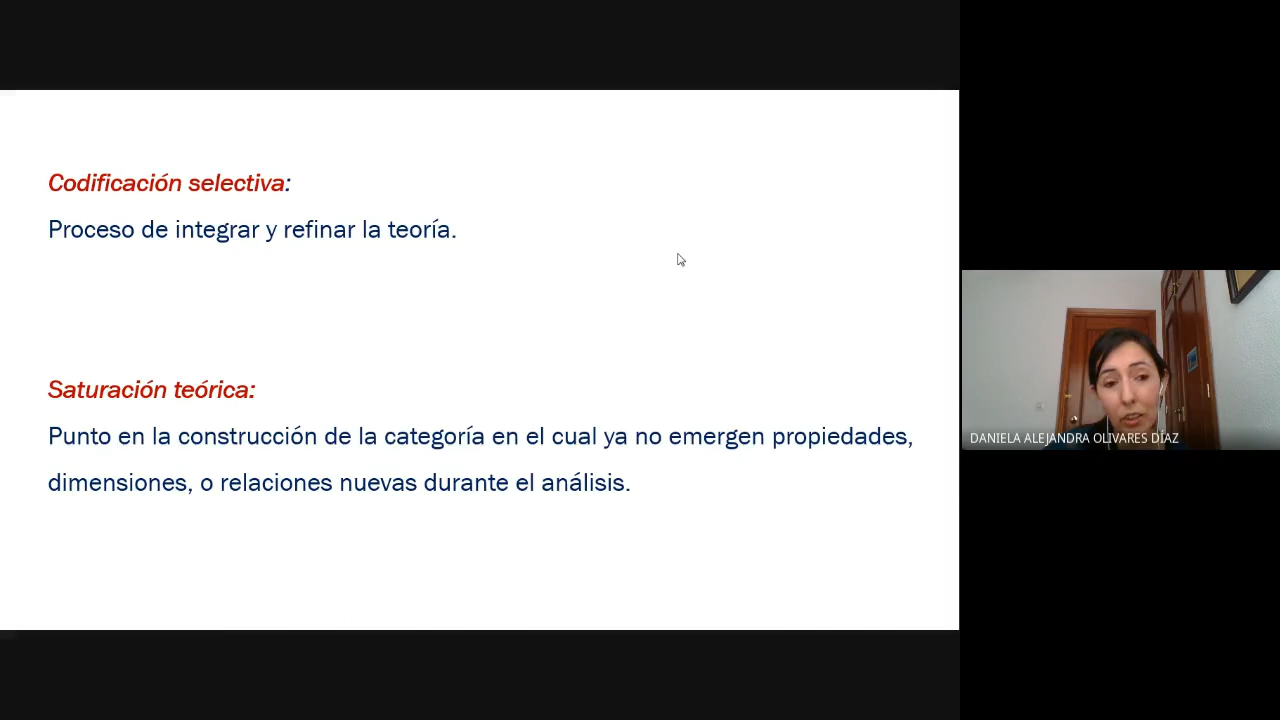 Codificación selectiva:
Proceso de integrar y refinar la teoría.
Saturación teórica:
Punto en la construcción de la categoría en el cual ya no emergen propiedades,
dimensiones, o relaciones nuevas durante el análisis.
DANIELA ALEJANDRA OLIVARES DÍAZ